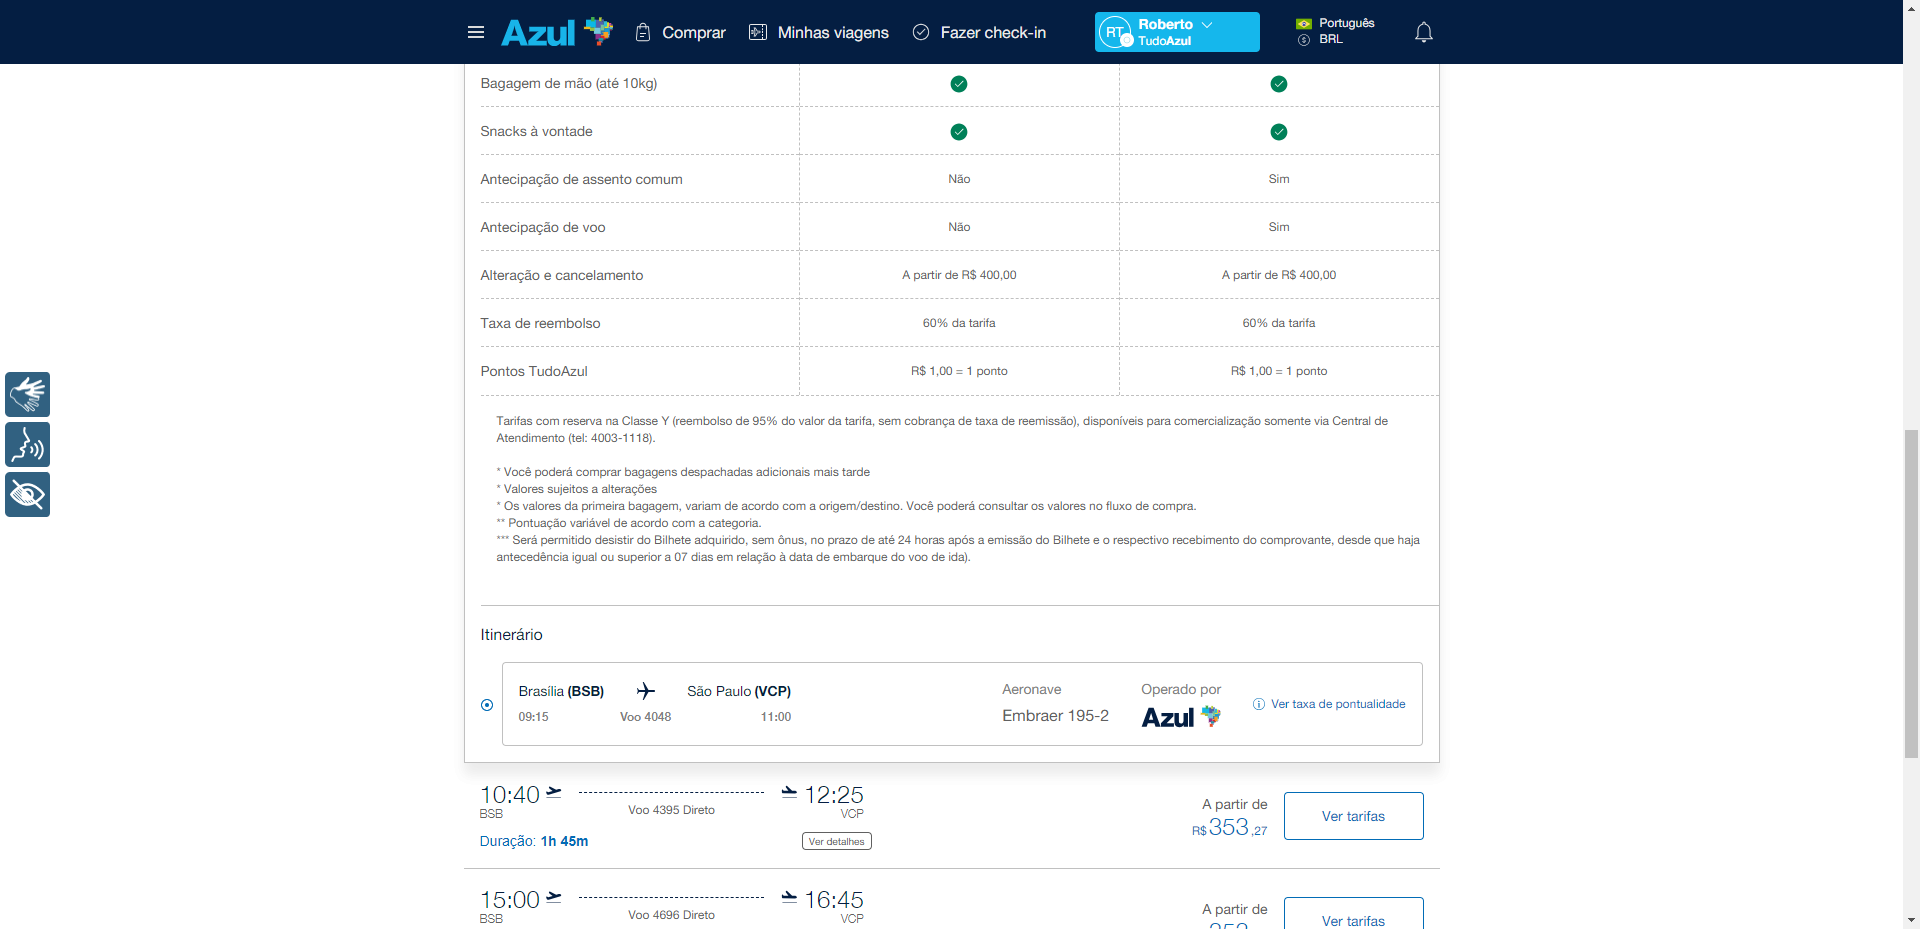 Azul
Comprar
Minhas viagens
Fazer check-in
RT
Roberto
TudoAzul
Português
BRL
Bagagem de mão (até 10kg)
Snacks à vontade
Antecipação de assento comum Não Sim
Antecipação de voo Não Sim
Alteração e cancelamento A partir de R$ 400,00 A partir de R$ 400,00
Taxa de reembolso 60% da tarifa 60% da tarifa
Pontos TudoAzul R$ 1,00 = 1 ponto R$ 1,00 = 1 ponto
Tarifas com reserva na Classe Y (reembolso de 95% do valor da tarifa, sem cobrança de taxa de reemissão), disponíveis para comercialização somente via Central de
Atendimento (tel: 4003-1118).
* Você poderá comprar bagagens despachadas adicionais mais tarde
* Valores sujeitos a alterações
* Os valores da primeira bagagem, variam de acordo com a origem/destino. Você poderá consultar os valores no fluxo de compra.
** Pontuação variável de acordo com a categoria.
*** Será permitido desistir do Bilhete adquirido, sem ônus, no prazo de até 24 horas após a emissão do Bilhete e o respectivo recebimento do comprovante, desde que haja
antecedência igual ou superior a 07 dias em relação à data de embarque do voo de ida).
Itinerário
Brasília (BSB) São Paulo (VCP) Aeronave Operado por
09:15 Voo 4048 11:00 Embraer 195-2 Azul Ver taxa de pontualidade
10:40 12:25
BSB Voo 4395 Direto VCP
Duração: 1h 45m Ver detalhes
A partir de
R$ 353,27
Ver tarifas
15:00 16:45
BSB Voo 4696 Direto VCP
A partir de
Ver tarifas